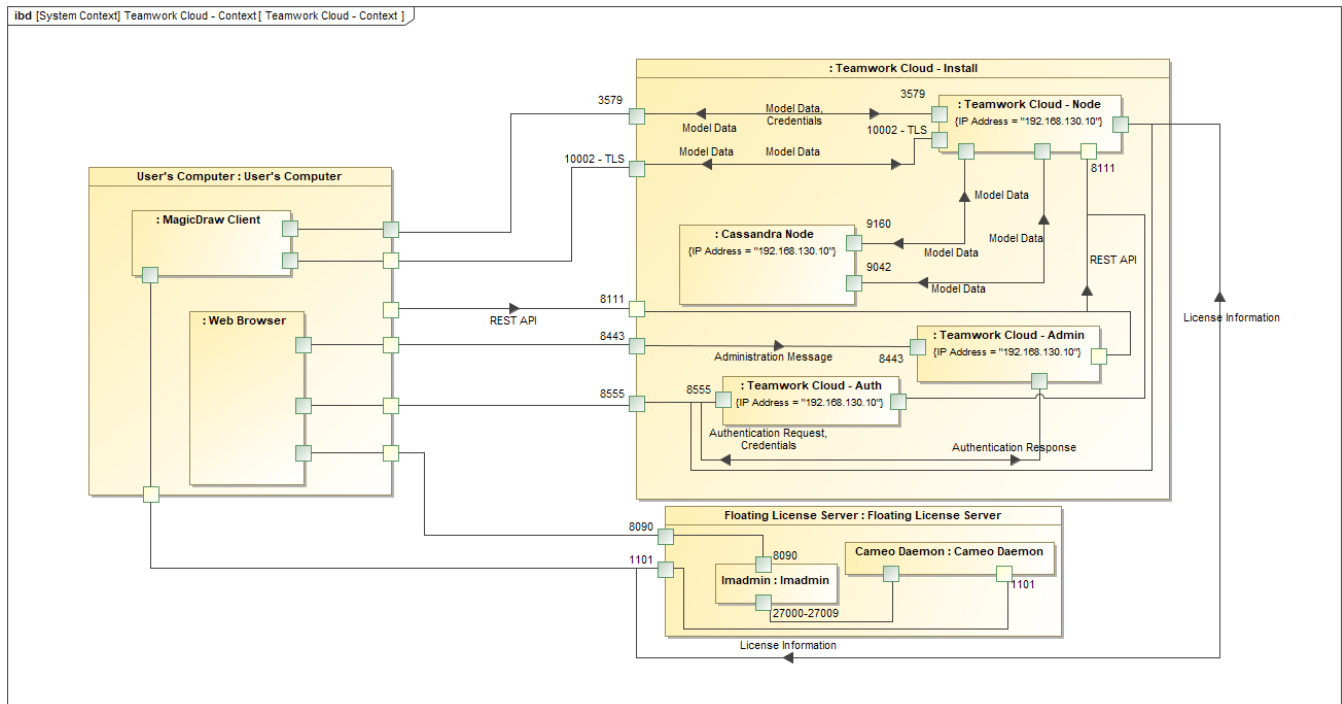 ibd [System Context] Teamwork Cloud - Context [ Teamwork Cloud - Context ]
: Teamwork Cloud - Install
3579
Model Data,
Credentials
Model Data
3579
: Teamwork Cloud - Node
{IP Address = "192.168.130.10"}
10002 - TLS
10002 - TLS
Model Data
Model Data
8111
User's Computer : User's Computer
: MagicDraw Client
Model Data
: Cassandra Node
{IP Address = "192.168.130.10"}
9160
Model Data
Model Data
9042
Model Data
REST API
: Web Browser
8111
REST API
License Information
8443
Administration Message
8443
: Teamwork Cloud - Admin
{IP Address = "192.168.130.10"}
8555
8555
: Teamwork Cloud - Auth
{IP Address = "192.168.130.10"}
Authentication Request,
Credentials
Authentication Response
Floating License Server : Floating License Server
8090
8090
1101
lmadmin : lmadmin
Cameo Daemon : Cameo Daemon
1101
27000-27009
License Information